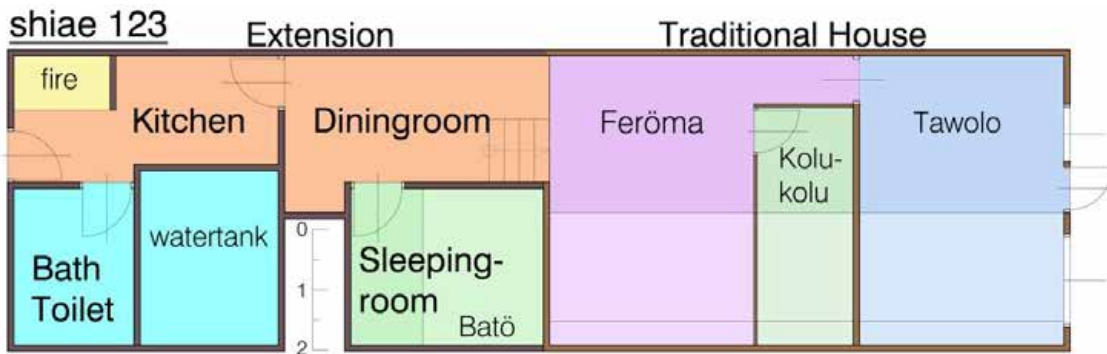 shiae 123
Extension
Traditional House
fire
Kitchen
Diningroom
Feröma
Kolu-
kolu
Tawolo
Bath
Toilet
watertank
0
1
2
Sleeping-
room
Batö